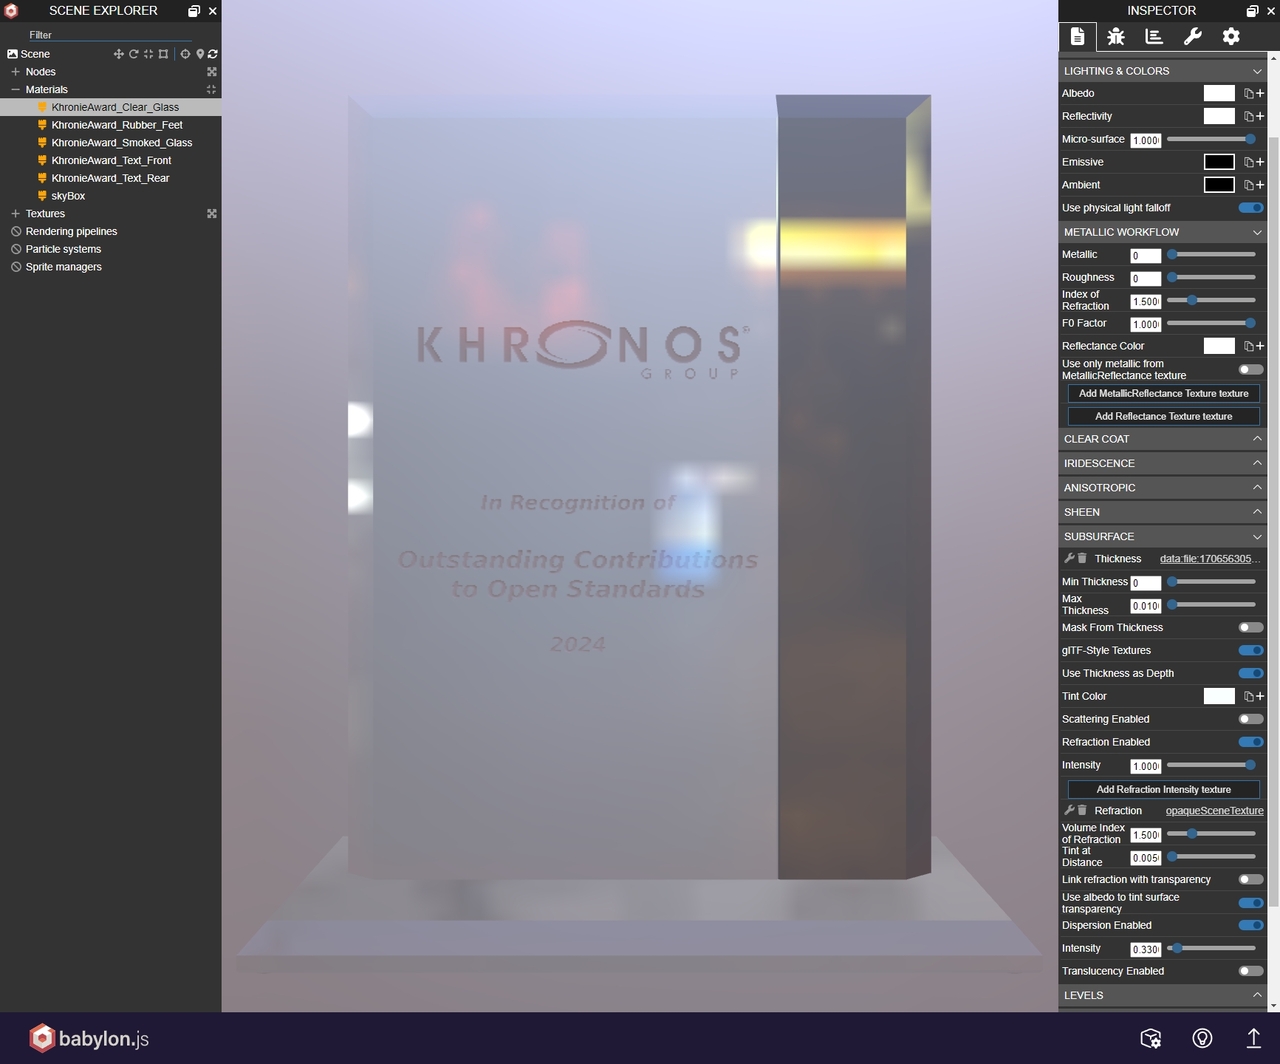 SCENE EXPLORER
Filter
Scene
Nodes
Materials
KhronieAward_Clear_Glass
KhronieAward_Rubber_Feet
KhronieAward_Smoked_Glass
KhronieAward_Text_Front
KhronieAward_Text_Rear
skyBox
Textures
Rendering pipelines
Particle systems
Sprite managers
KHRONOS®
GROUP
In Recognition of
Outstanding Contributions
to Open Standards
2024
INSPECTOR
LIGHTING & COLORS
Albedo
Reflectivity
Micro-surface 1.000
Emissive
Ambient
Use physical light falloff
METALLIC WORKFLOW
Metallic 0
Roughness 0
Index of
Refraction 1.500
F0 Factor 1.000
Reflectance Color
Use only metallic from
MetallicReflectance texture
Add MetallicReflectance Texture texture
Add Reflectance Texture texture
CLEAR COAT
IRIDESCENCE
ANISOTROPIC
SHEEN
SUBSURFACE
Thickness data:file:170656305...
Min Thickness 0
Max
Thickness 0.010
Mask From Thickness
glTF-Style Textures
Use Thickness as Depth
Tint Color
Scattering Enabled
Refraction Enabled
Intensity 1.000
Add Refraction Intensity texture
Refraction opaqueSceneTexture
Volume Index
of Refraction 1.500
Tint at
Distance 0.005
Link refraction with transparency
Use albedo to tint surface
transparency
Dispersion Enabled
Intensity 0.330
Translucency Enabled
LEVELS
babylon.js